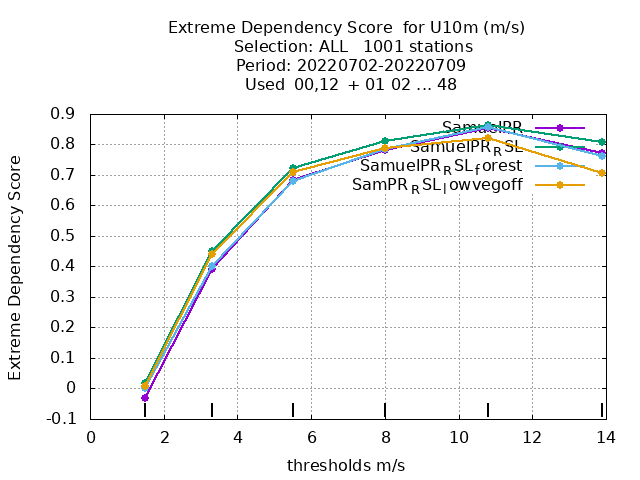 Extreme Dependency Score for U10m (m/s)
Selection: ALL 1001 stations
Period: 20220702-20220709
Used 00,12 + 01 02 ... 48
SamuelPR
SamuelPR_RSL
SamuelPR_RSL_forest
SamPR_RSL_lowvegoff
Extreme Dependency Score
0.9
0.8
0.7
0.6
0.5
0.4
0.3
0.2
0.1
0
-0.1
0 2 4 6 8 10 12 14
thresholds m/s